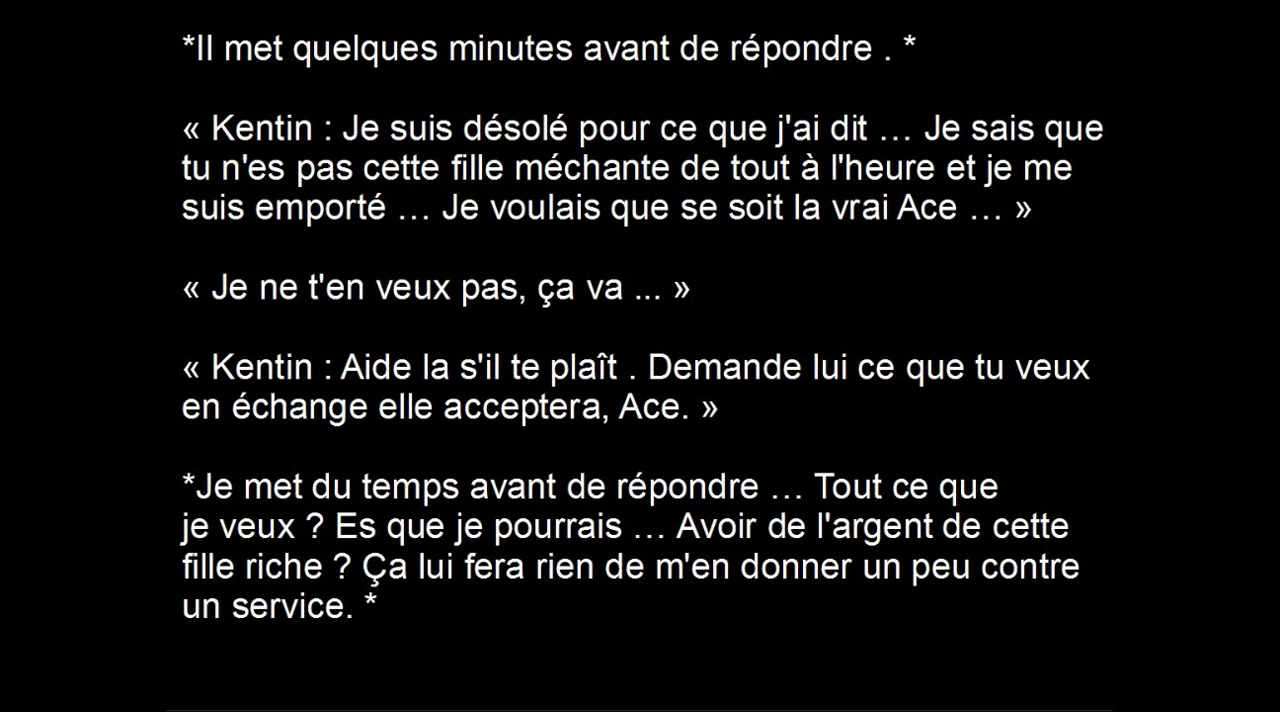 *Il met quelques minutes avant de répondre . *
« Kentin : Je suis désolé pour ce que j'ai dit … Je sais que
tu n'es pas cette fille méchante de tout à l'heure et je me
suis emporté … Je voulais que se soit la vrai Ace … »
« Je ne t'en veux pas, ça va ... »
« Kentin : Aide la s'il te plaît . Demande lui ce que tu veux
en échange elle acceptera, Ace. »
*Je met du temps avant de répondre … Tout ce que
je veux ? Es que je pourrais … Avoir de l'argent de cette
fille riche ? Ça lui fera rien de m'en donner un peu contre
un service. *